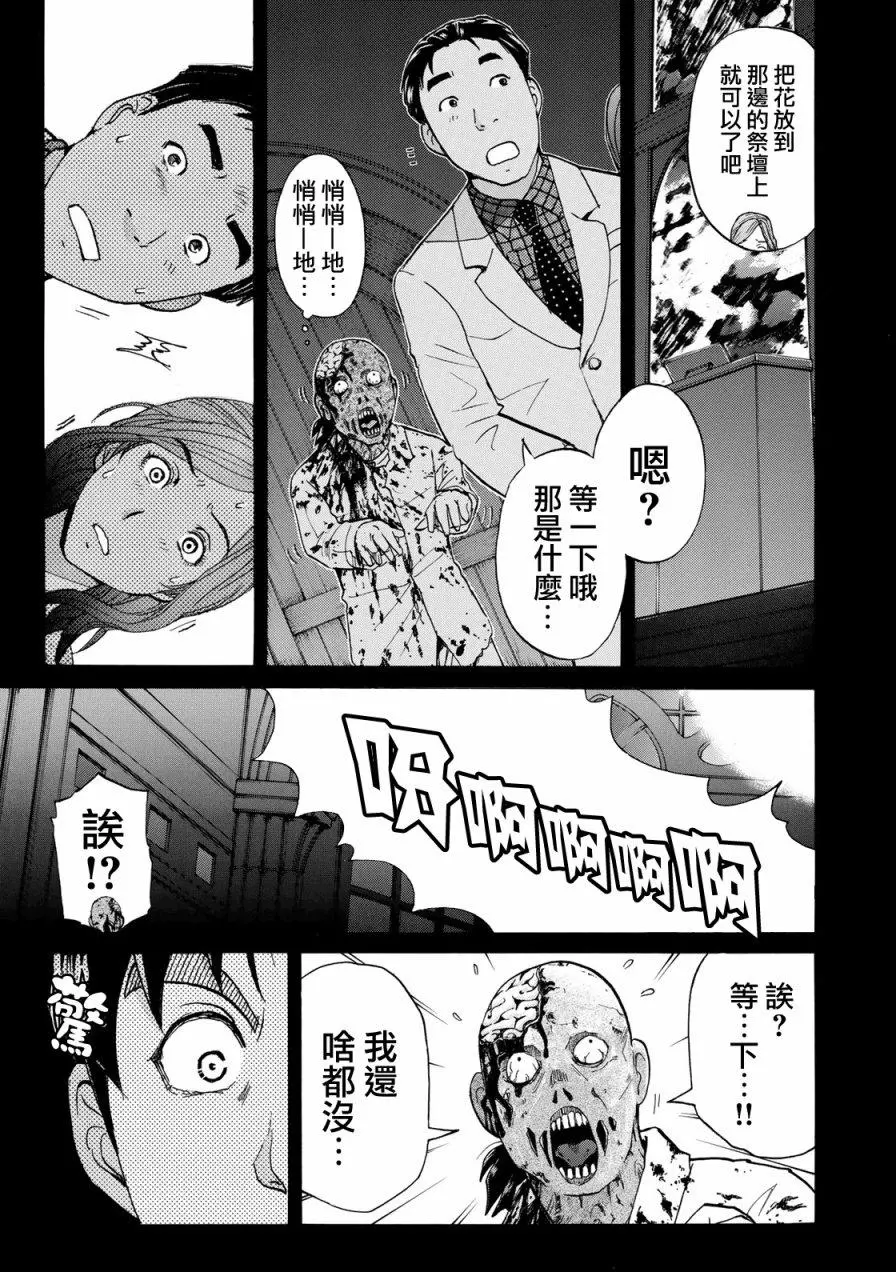 把花放到
那邊的祭壇上
就可以了吧
嗯？
等一下哦
那是什麼…
悄悄—地…
悄悄—地…
呀啊啊啊啊
誒!?
誒？
等…下…!!
我還
啥都沒…
驚